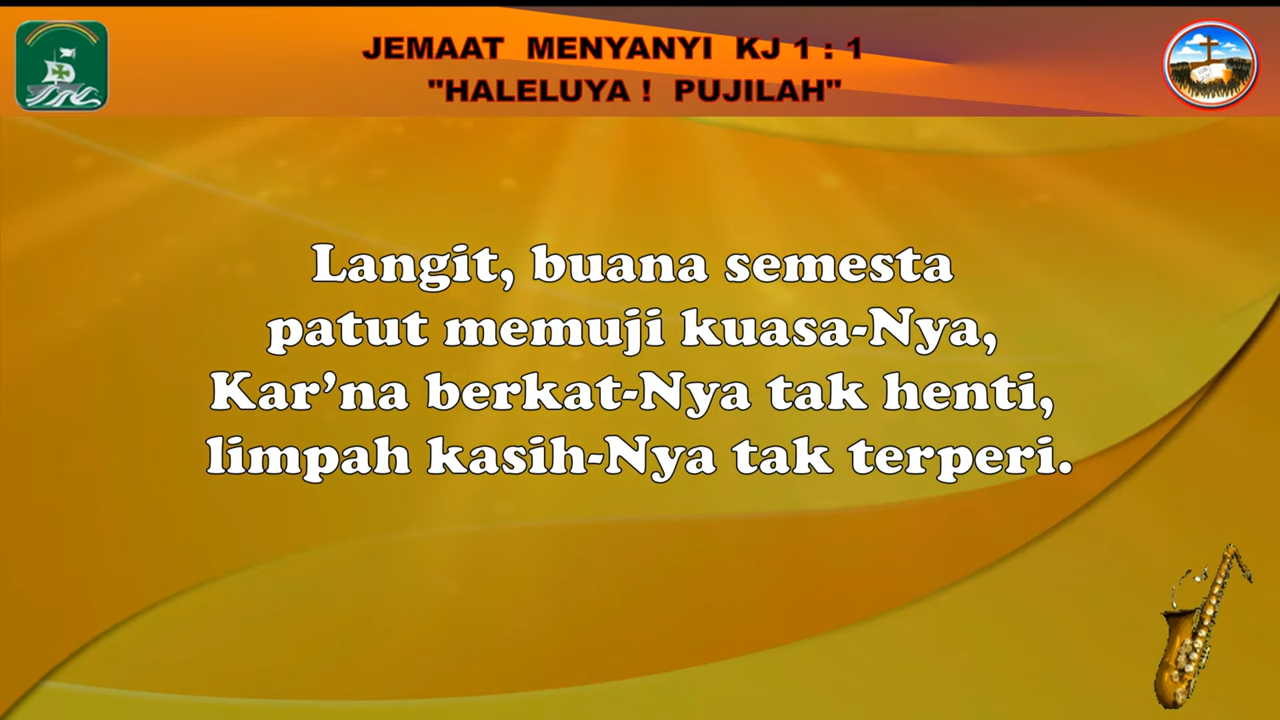 JEMAAT MENYANYI KJ 1 : 1
"HALELUYA ! PUJILAH"
Langit, buana semesta
patut memuji kuasa-Nya,
Kar’na berkat-Nya tak henti,
limpah kasih-Nya tak terperi.